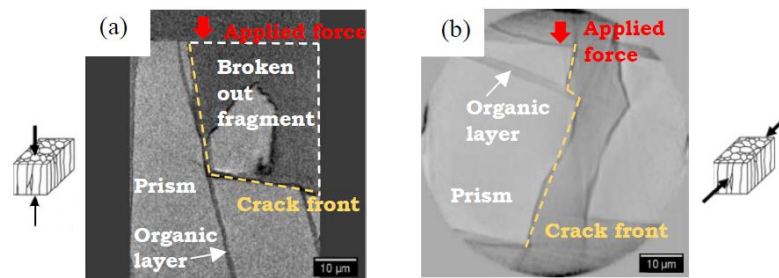 (a)
Applied force
Broken
out
fragment
Prism
Crack front
Organic
layer
10 μm
(b)
Applied
force
Organic
layer
Prism
Crack front
10 μm